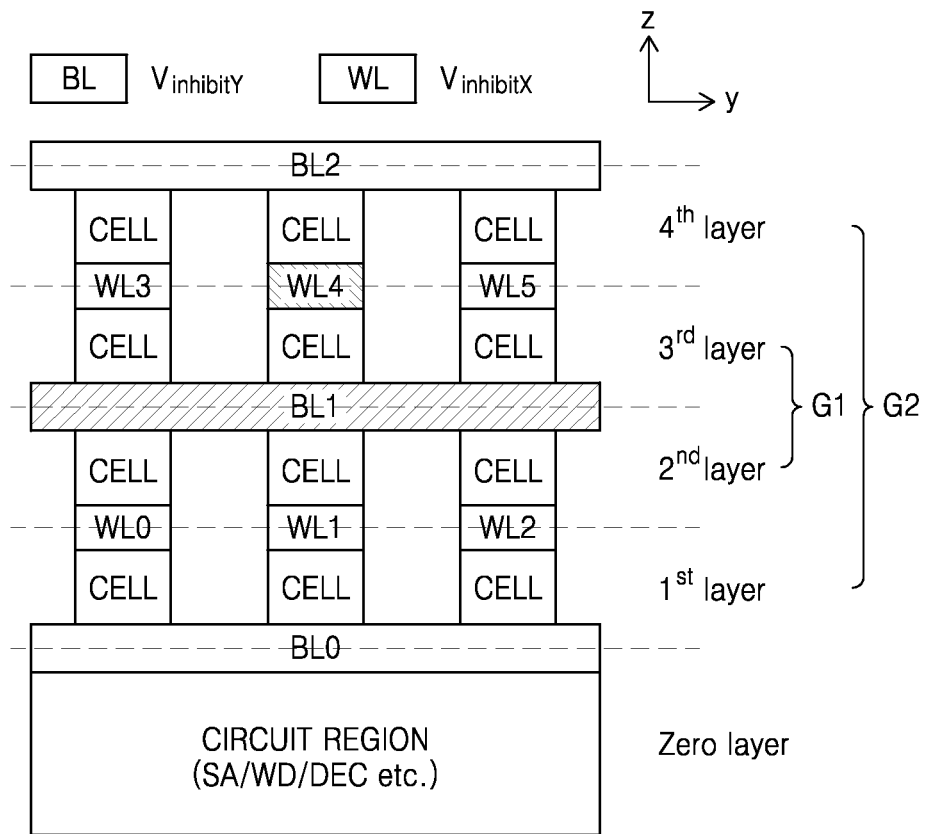 z
BL VinhibitY WL VinhibitX
y
BL2
CELL CELL CELL 4th layer
WL3 WL4 WL5
CELL CELL CELL 3rd layer
BL1 G1 G2
CELL CELL CELL 2nd layer
WL0 WL1 WL2
CELL CELL CELL 1st layer
BL0
CIRCUIT REGION
(SA/WD/DEC etc.) Zero layer